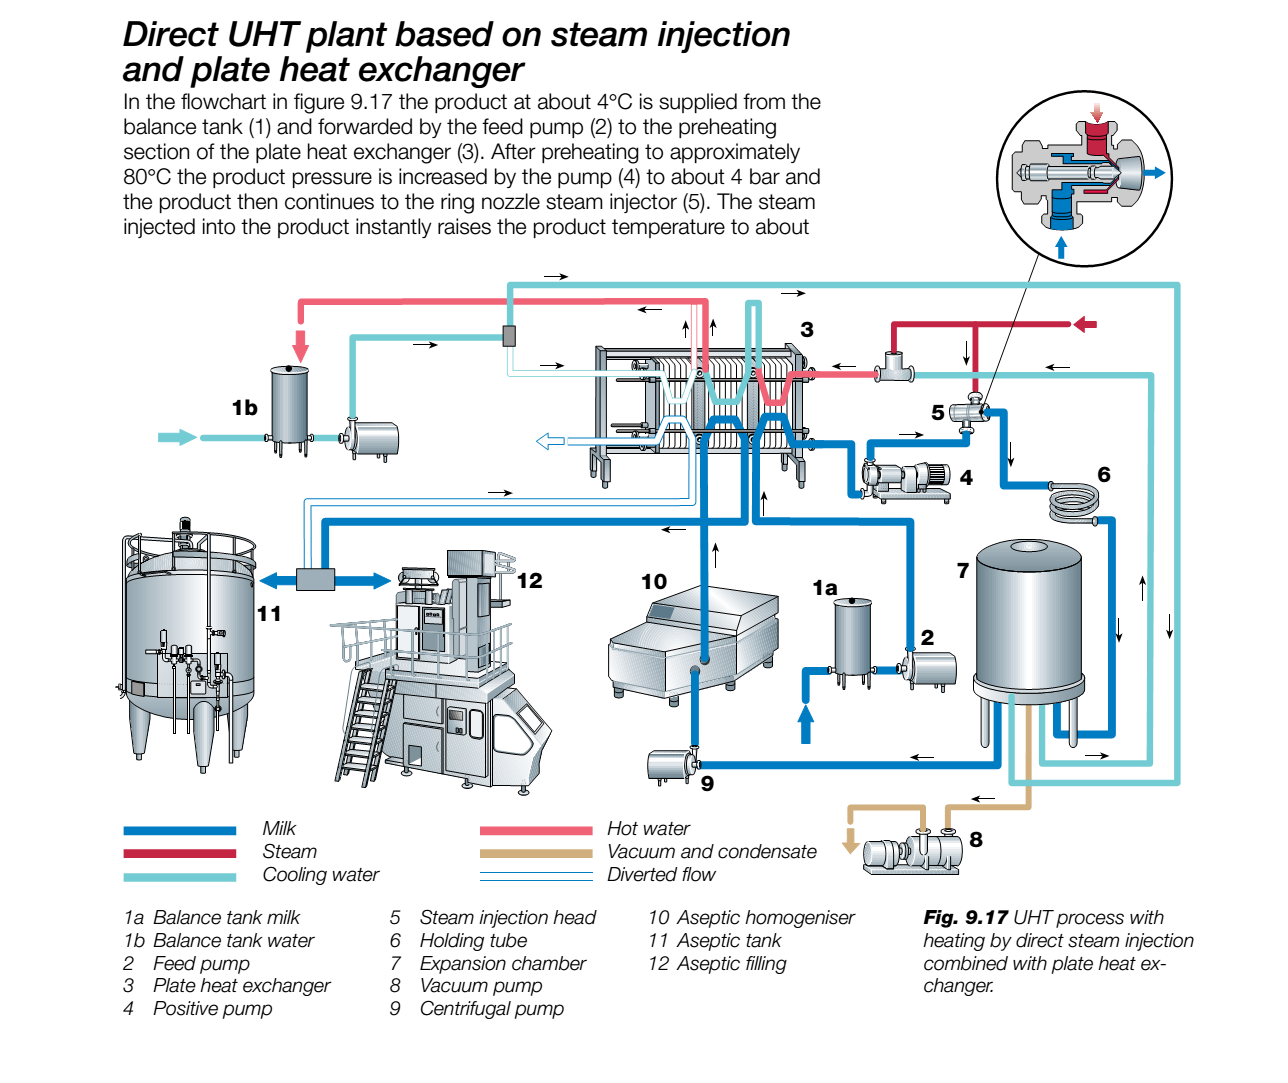 Direct UHT plant based on steam injection
and plate heat exchanger
In the flowchart in figure 9.17 the product at about 4°C is supplied from the
balance tank (1) and forwarded by the feed pump (2) to the preheating
section of the plate heat exchanger (3). After preheating to approximately
80°C the product pressure is increased by the pump (4) to about 4 bar and
the product then continues to the ring nozzle steam injector (5). The steam
injected into the product instantly raises the product temperature to about
3
1b
5
4
6
7
12
10
1a
11
2
9
8
Milk
Steam
Cooling water
Hot water
Vacuum and condensate
Diverted flow
1a Balance tank milk
1b Balance tank water
2 Feed pump
3 Plate heat exchanger
4 Positive pump
5 Steam injection head
6 Holding tube
7 Expansion chamber
8 Vacuum pump
9 Centrifugal pump
10 Aseptic homogeniser
11 Aseptic tank
12 Aseptic filling
Fig. 9.17 UHT process with
heating by direct steam injection
combined with plate heat ex-
changer.